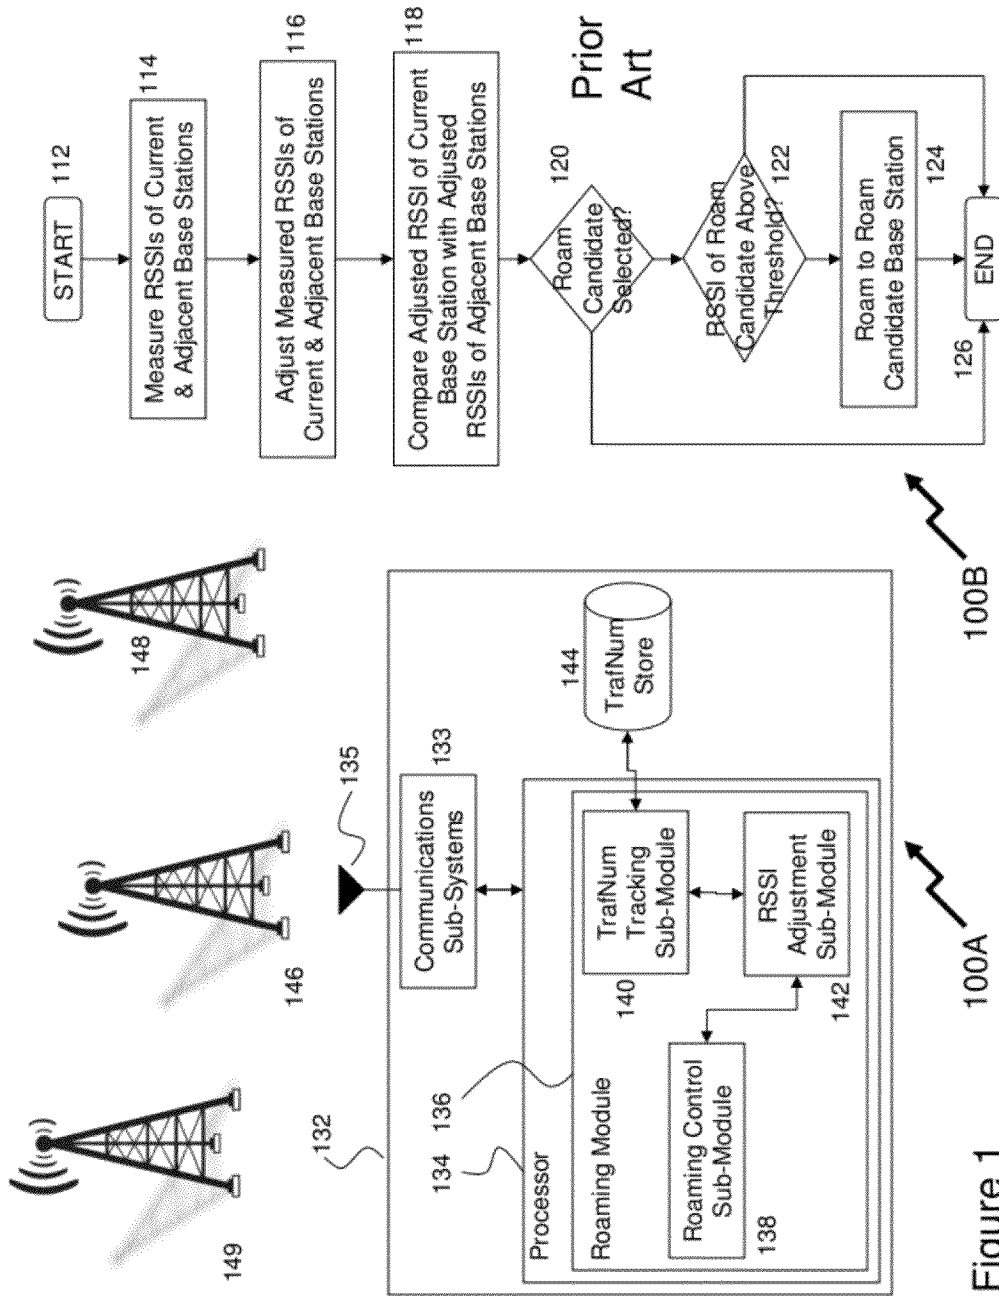 149
146
148
132
135
Communications
Sub-Systems
133
134
136
Processor
Roaming Module
Roaming Control
Sub-Module
138
140
TrafNum
Tracking
Sub-Module
RSSI
Adjustment
Sub-Module
142
144
TrafNum
Store
100A
Figure 1
START
112
Measure RSSIs of Current
& Adjacent Base Stations
114
Adjust Measured RSSIs of
Current & Adjacent Base Stations
116
Compare Adjusted RSSI of Current
Base Station with Adjusted
RSSIs of Adjacent Base Stations
118
Roam
Candidate
Selected?
120
Prior
Art
RSSI of Roam
Candidate Above
Threshold?
122
Roam to Roam
Candidate Base Station
124
126
END
100B